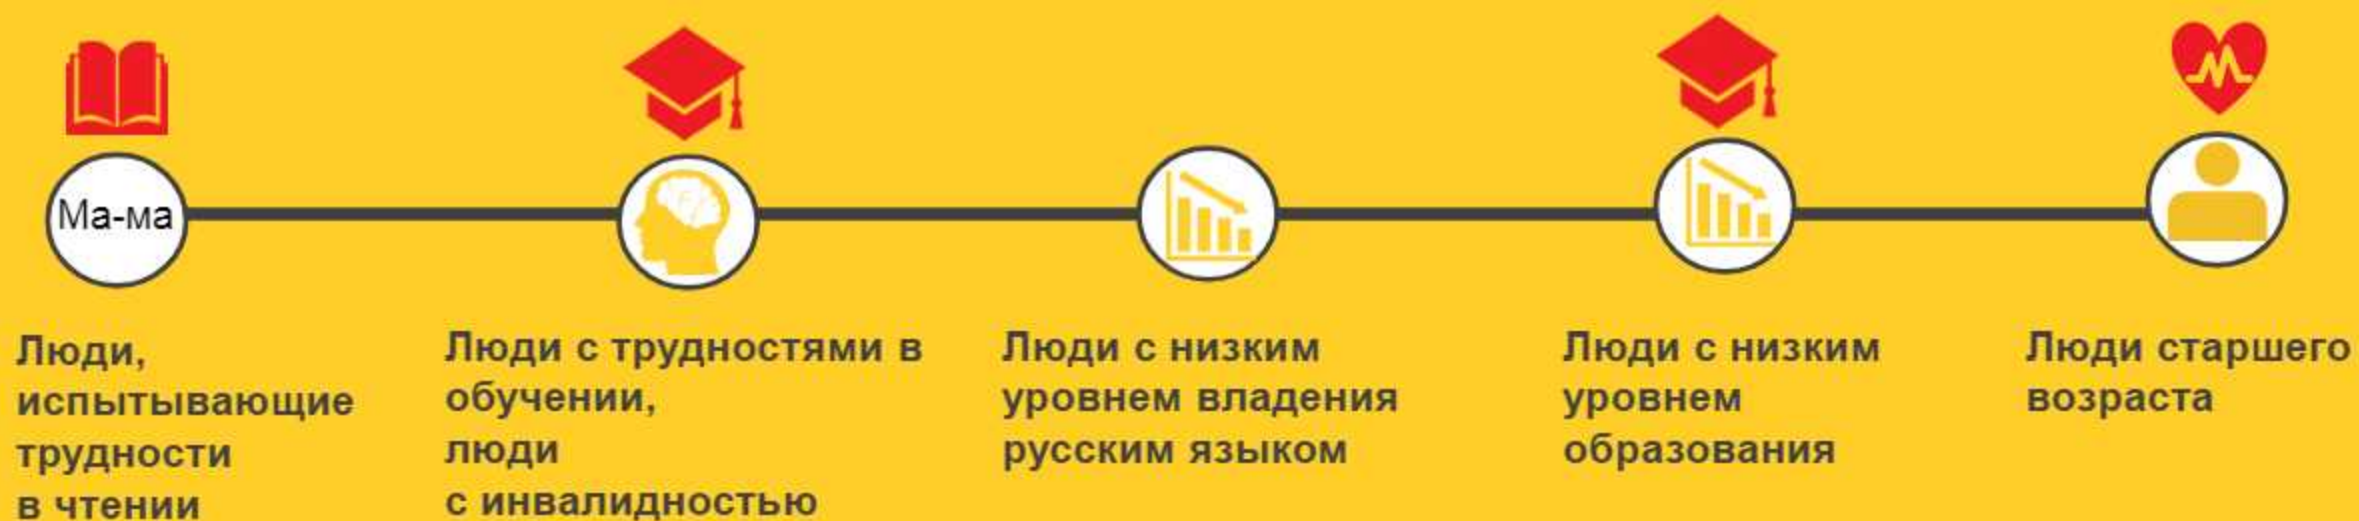 Ма-ма
Люди,
испытывающие
трудности
в чтении
Люди с трудностями в
обучении,
люди
с инвалидностью
Люди с низким
уровнем владения
русским языком
Люди с низким
уровнем
образования
Люди старшего
возраста